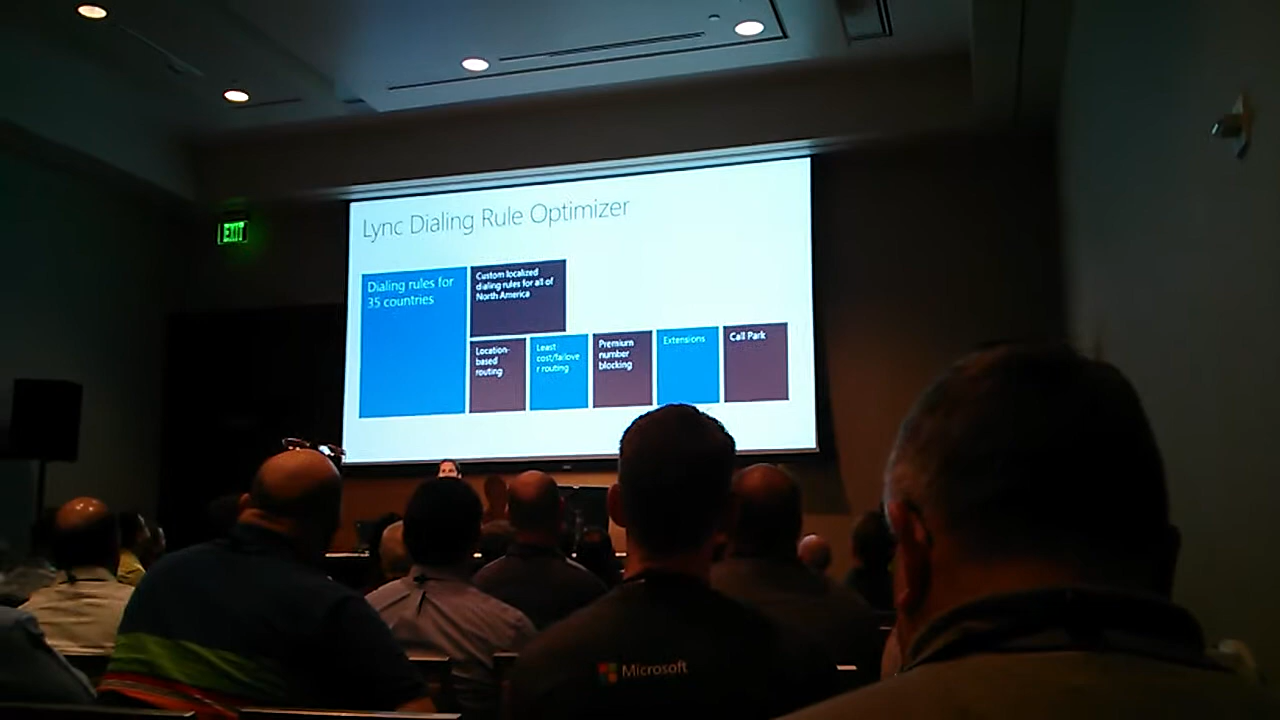 Lync Dialing Rule Optimizer
EXIT
Dialing rules for
35 countries
Custom localized
dialing rules for all of
North America
Location-
based
routing
Least
cost/failove
r routing
Premium
number
blocking
Extensions
Call Park
Microsoft